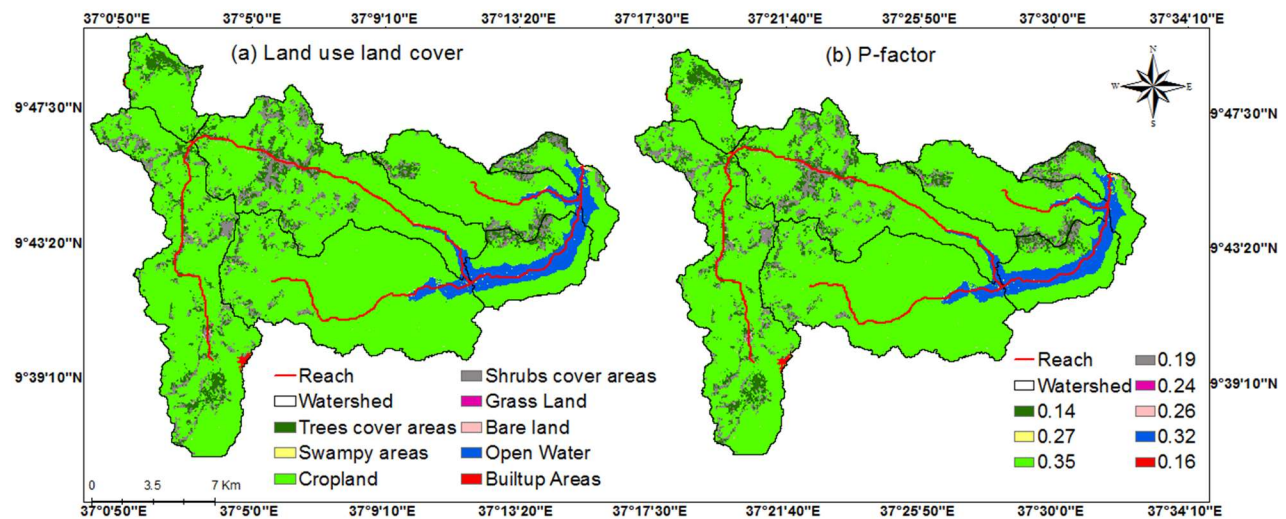 37°0'50"E 37°5'0"E 37°9'10"E 37°13'20"E 37°17'30"E 37°21'40"E 37°25'50"E 37°30'0"E 37°34'10"E
(a) Land use land cover
(b) P-factor
N
W E
S
9°47'30"N 9°47'30"N
9°43'20"N 9°43'20"N
9°39'10"N 9°39'10"N
Reach
Watershed
Trees cover areas
Swampy areas
Cropland
Shrubs cover areas
Grass Land
Bare land
Open Water
Builtup Areas
0 3.5 7 Km
Reach
Watershed
0.14
0.27
0.35
0.19
0.24
0.26
0.32
0.16
37°0'50"E 37°5'0"E 37°9'10"E 37°13'20"E 37°17'30"E 37°21'40"E 37°25'50"E 37°30'0"E 37°34'10"E